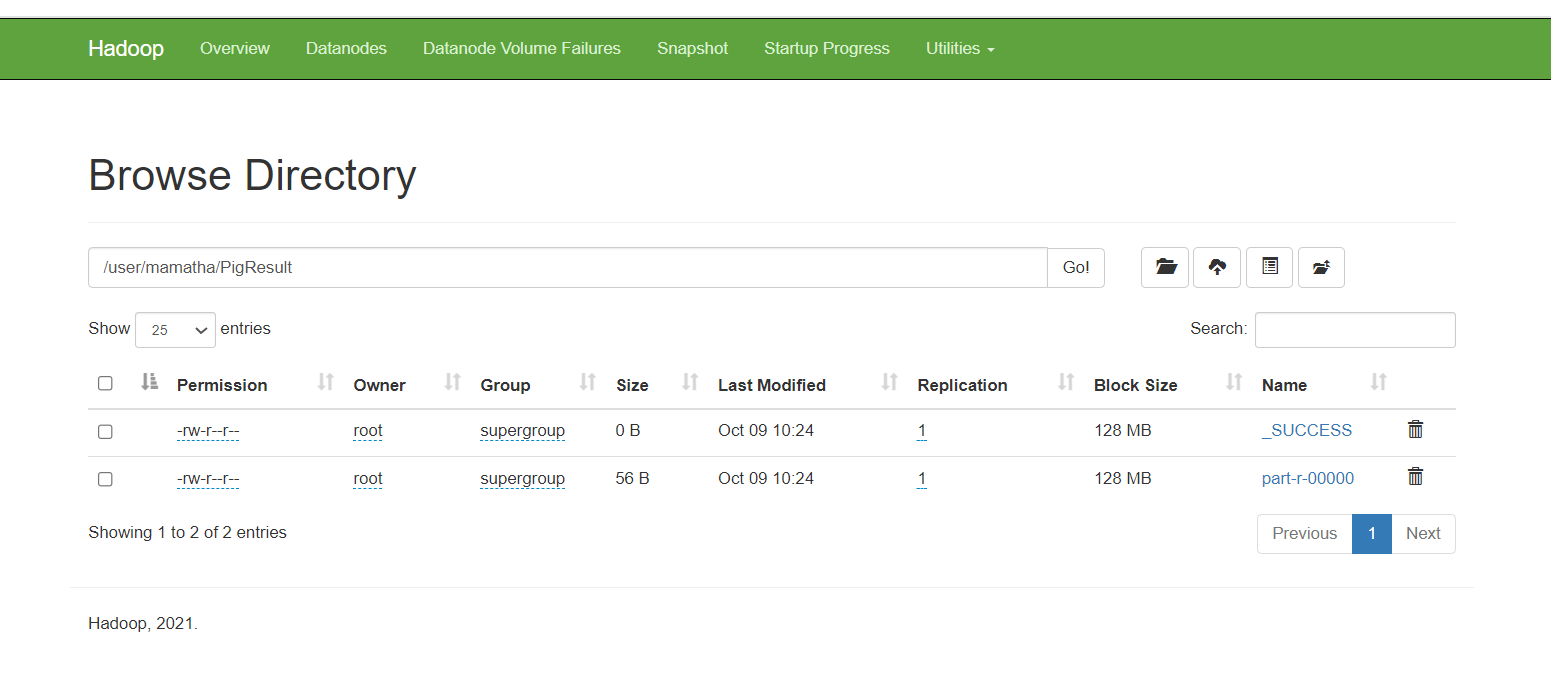 Hadoop Overview Datanodes Datanode Volume Failures Snapshot Startup Progress Utilities
Browse Directory
/user/mamatha/PigResult Go!
Show 25 entries Search:
Permission Owner Group Size Last Modified Replication Block Size Name
-rw-r--r-- root supergroup 0 B Oct 09 10:24 1 128 MB _SUCCESS
-rw-r--r-- root supergroup 56 B Oct 09 10:24 1 128 MB part-r-00000
Showing 1 to 2 of 2 entries Previous 1 Next
Hadoop, 2021.